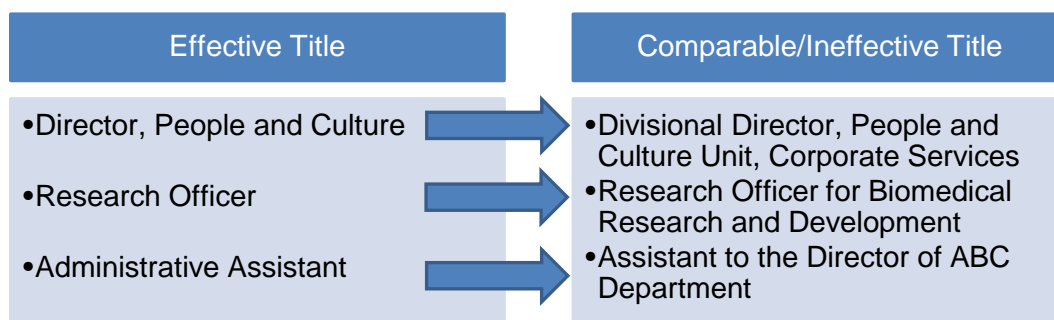 Effective Title
•Director, People and Culture
•Research Officer
•Administrative Assistant
Comparable/Ineffective Title
•Divisional Director, People and
Culture Unit, Corporate Services
•Research Officer for Biomedical
Research and Development
•Assistant to the Director of ABC
Department